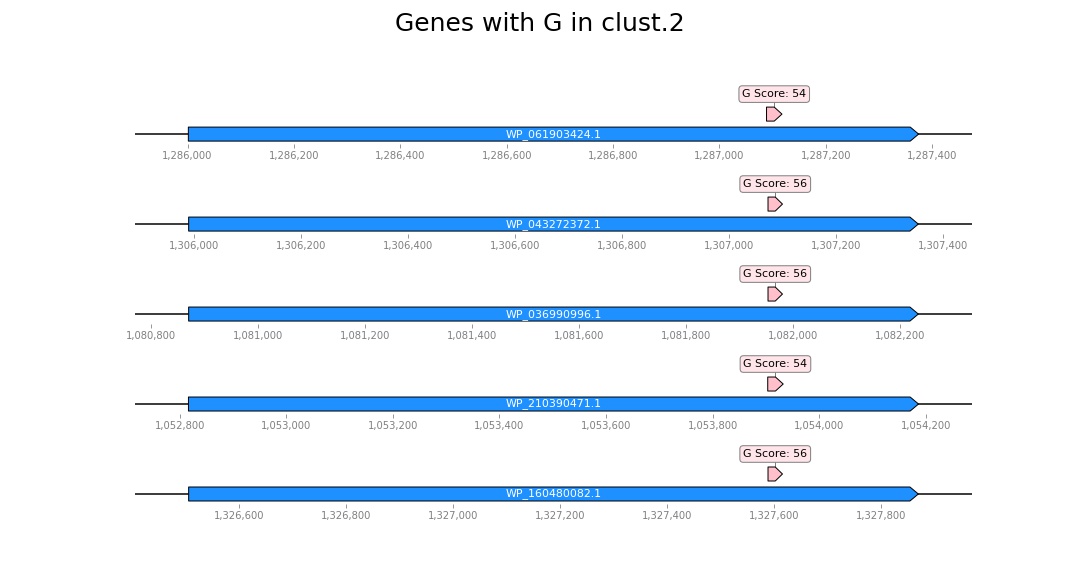 Genes with G in clust.2
G Score: 54
WP_061903424.1
1,286,000 1,286,200 1,286,400 1,286,600 1,286,800 1,287,000 1,287,200 1,287,400
G Score: 56
WP_043272372.1
1,306,000 1,306,200 1,306,400 1,306,600 1,306,800 1,307,000 1,307,200 1,307,400
G Score: 56
WP_036990996.1
1,080,800 1,081,000 1,081,200 1,081,400 1,081,600 1,081,800 1,082,000 1,082,200
G Score: 54
WP_210390471.1
1,052,800 1,053,000 1,053,200 1,053,400 1,053,600 1,053,800 1,054,000 1,054,200
G Score: 56
WP_160480082.1
1,326,600 1,326,800 1,327,000 1,327,200 1,327,400 1,327,600 1,327,800